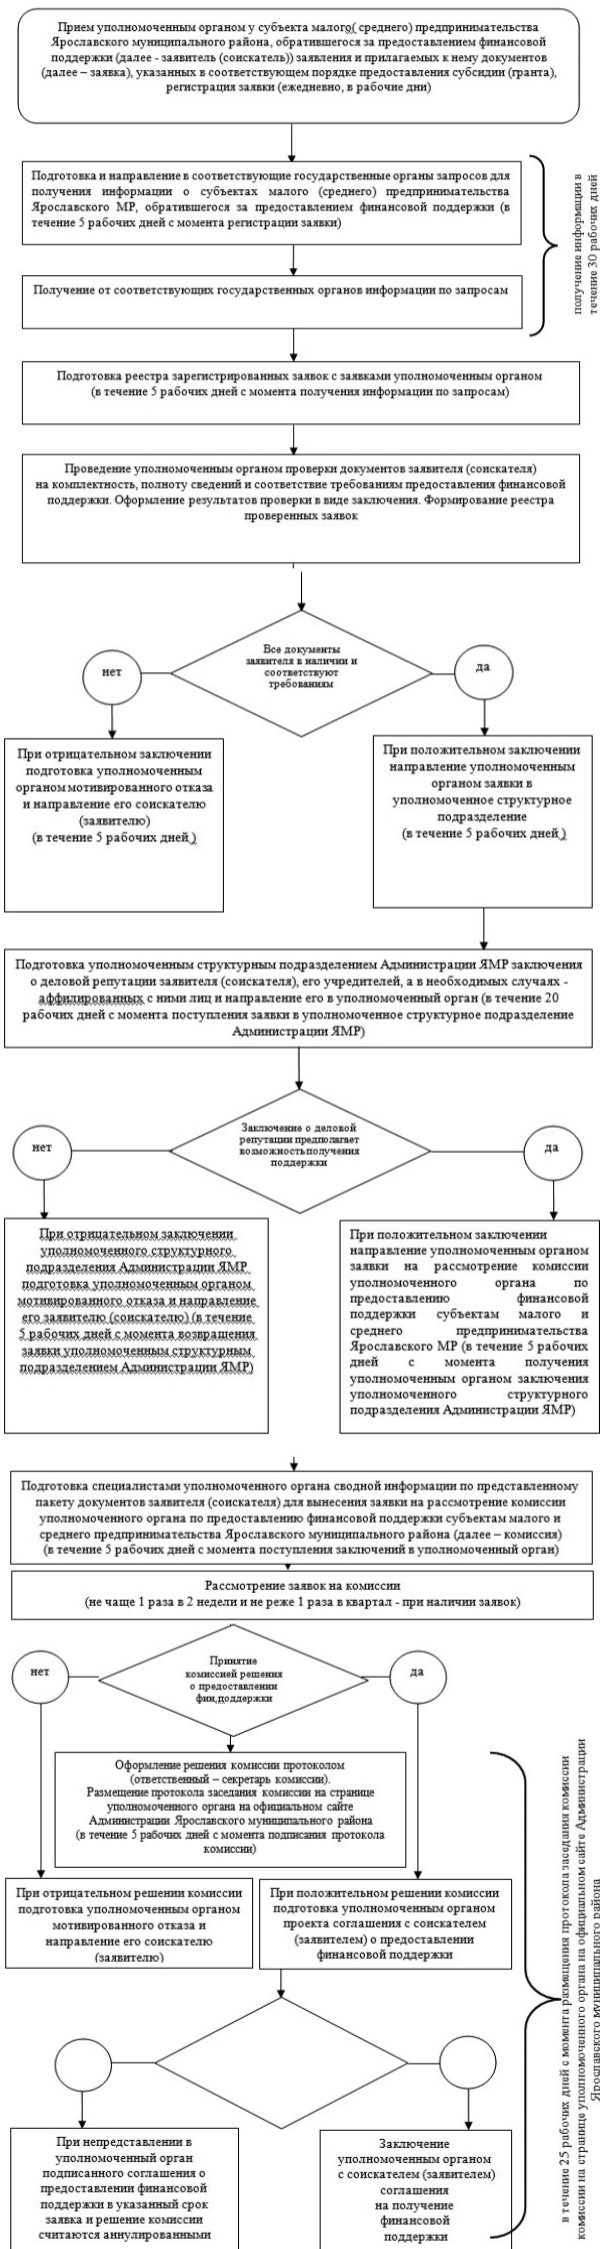 Прием уполномоченным органом у субъекта малого( среднего) предпринимательства
Ярославского муниципального района, обратившегося за предоставлением финансовой
поддержки (далее - заявитель (соискатель)) заявления и прилагаемых к нему документов
(далее – заявка), указанных в соответствующем порядке предоставления субсидии (гранта),
регистрация заявки (ежедневно, в рабочие дни)
Подготовка и направление в соответствующие государственные органы запросов для
получения информации о субъектах малого (среднего) предпринимательства
Ярославского МР, обратившегося за предоставлением финансовой поддержки (в
течение 5 рабочих дней с момента регистрации заявки)
получение информации в
течение 30 рабочих дней
Получение от соответствующих государственных органов информации по запросам
Подготовка реестра зарегистрированных заявок с заявками уполномоченным органом
(в течение 5 рабочих дней с момента получения информации по запросам)
Проведение уполномоченным органом проверки документов заявителя (соискателя)
на комплектность, полноту сведений и соответствие требованиям предоставления финансовой
поддержки. Оформление результатов проверки в виде заключения. Формирование реестра
проверенных заявок
Все документы
заявителя в наличии и
соответствуют
требованиям
нет
да
При отрицательном заключении
подготовка уполномоченным
органом мотивированного отказа
и направление его соискателю
(заявителю)
(в течение 5 рабочих дней )
При положительном заключении
направление уполномоченным
органом заявки в
уполномоченное структурное
подразделение
(в течение 5 рабочих дней )
Подготовка уполномоченным структурным подразделением Администрации ЯМР заключения
о деловой репутации заявителя (соискателя), его учредителей, а в необходимых случаях -
аффилированных с ними лиц и направление его в уполномоченный орган (в течение 20
рабочих дней с момента поступления заявки в уполномоченное структурное подразделение
Администрации ЯМР)
Заключение о деловой
репутации предполагает
возможность получения
поддержки
нет
да
При отрицательном заключении
уполномоченного структурного
подразделения Администрации ЯМР
подготовка уполномоченным органом
мотивированного отказа и направление
его заявителю (соискателю) (в течение
5 рабочих дней с момента возвращения
заявки уполномоченным структурным
подразделением Администрации ЯМР)
При положительном заключении
направление уполномоченным органом
заявки на рассмотрение комиссии
уполномоченного органа по
предоставлению финансовой
поддержки субъектам малого и
среднего предпринимательства
Ярославского МР (в течение 5 рабочих
дней с момента получения
уполномоченным органом заключения
уполномоченного структурного
подразделения Администрации ЯМР)
Подготовка специалистами уполномоченного органа сводной информации по представленному
пакету документов заявителя (соискателя) для вынесения заявки на рассмотрение комиссии
уполномоченного органа по предоставлению финансовой поддержки субъектам малого и
среднего предпринимательства Ярославского муниципального района (далее – комиссия)
(в течение 5 рабочих дней с момента поступления заключений в уполномоченный орган)
Рассмотрение заявок на комиссии
(не чаще 1 раза в 2 недели и не реже 1 раза в квартал - при наличии заявок)
Принятие
комиссией решения
о предоставлении
фин,поддержки
нет
да
Оформление решения комиссии протоколом
(ответственный – секретарь комиссии).
Размещение протокола заседания комиссии на странице
уполномоченного органа на официальном сайте
Администрации Ярославского муниципального района
(в течение 5 рабочих дней с момента подписания протокола
комиссии)
При отрицательном решении комиссии
подготовка уполномоченным органом
мотивированного отказа и
направление его соискателю
(заявителю)
При положительном решении комиссии
подготовка уполномоченным органом
проекта соглашения с соискателем
(заявителем) о предоставлении
финансовой поддержки
в течение 25 рабочих дней с момента размещения протокола заседания комиссии
комиссии на странице уполномоченного органа на официальном сайте Администрации
Ярославского муниципального района
При непредставлении в
уполномоченный орган
подписанного соглашения о
предоставлении финансовой
поддержки в указанный срок
заявка и решение комиссии
считаются аннулированными
Заключение
уполномоченным органом
с соискателем (заявителем)
соглашения
на получение
финансовой
поддержки